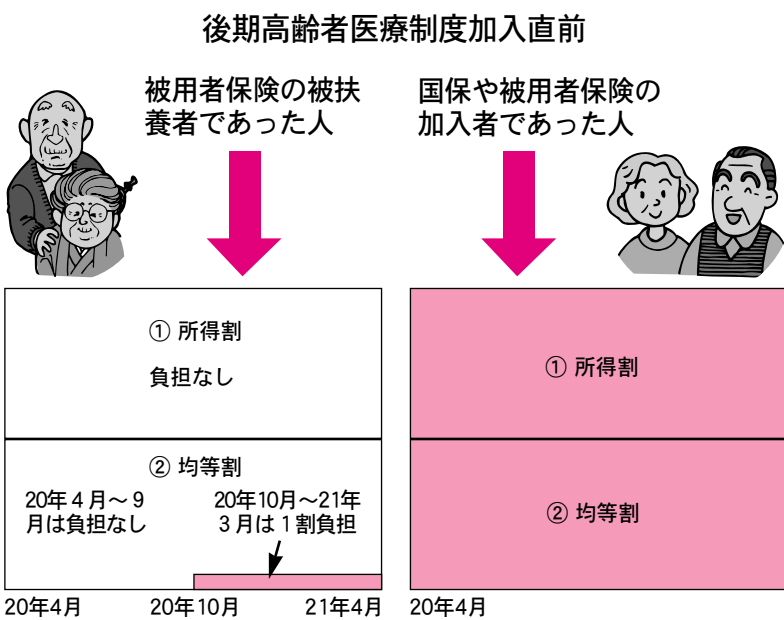 後期高齢者医療制度加入直前
被用者保険の被扶
養者であった人
国保や被用者保険の
加入者であった人
① 所得割
負担なし
② 均等割
20年4月～9
月は負担なし
20年10月～21年
3月は1割負担
20年4月
20年10月
21年4月
① 所得割
② 均等割
20年4月